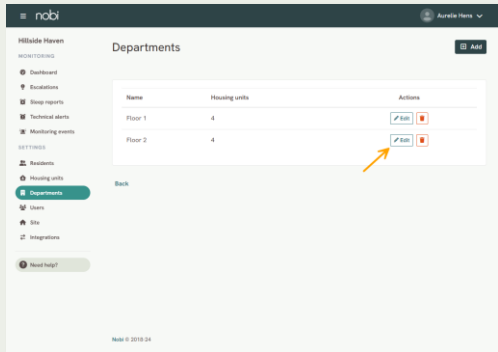 nobi
Aurelie Hens
Hillside Haven
MONITORING
Dashboard
Escalations
Sleep reports
Technical alerts
Monitoring events
SETTINGS
Residents
Housing units
Departments
Users
Site
Integrations
Need help?
Departments
Add
Name Housing units Actions
Floor 1 4 Edit
Floor 2 4 Edit
Back
Nobi © 2018-24